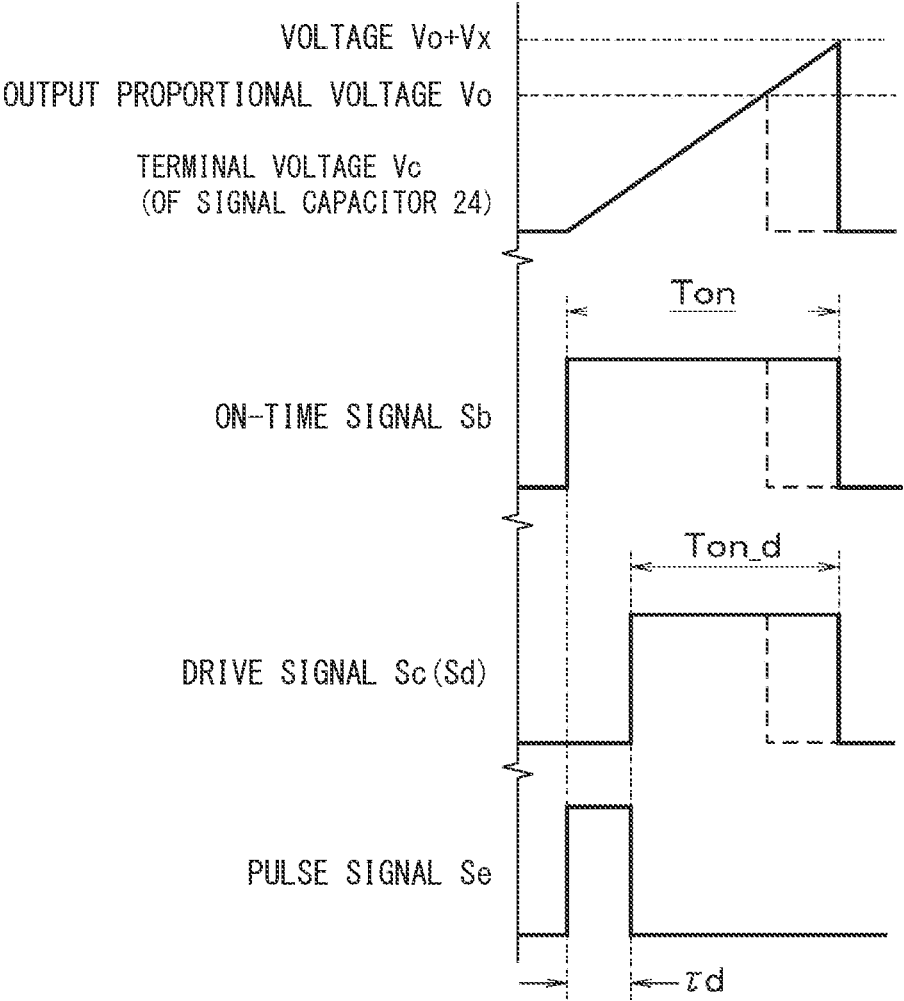 VOLTAGE Vo+Vx
OUTPUT PROPORTIONAL VOLTAGE Vo
TERMINAL VOLTAGE Vc
(OF SIGNAL CAPACITOR 24)
Ton
ON-TIME SIGNAL Sb
Ton_d
DRIVE SIGNAL Sc(Sd)
PULSE SIGNAL Se
τd